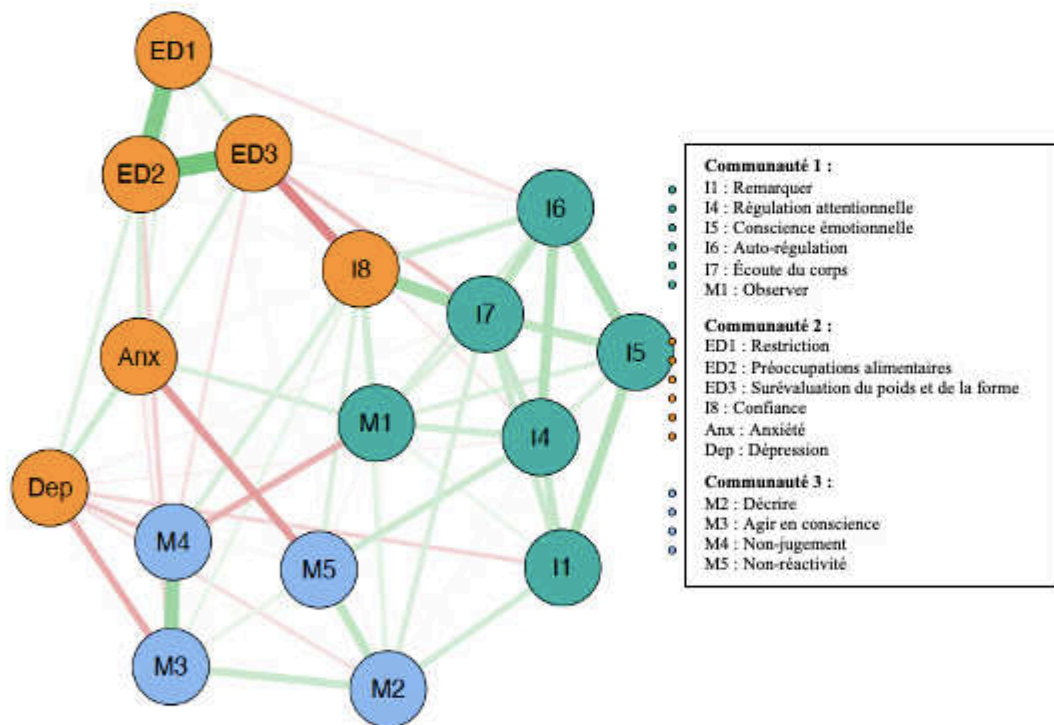 ED1
ED2
ED3
I6
I8
I7
I5
Anx
M1
I4
Dep
M4
M5
I1
M3
M2
Communauté 1 :
I1 : Remarquer
I4 : Régulation attentionnelle
I5 : Conscience émotionnelle
I6 : Auto-régulation
I7 : Écoute du corps
M1 : Observer
Communauté 2 :
ED1 : Restriction
ED2 : Préoccupations alimentaires
ED3 : Surévaluation du poids et de la forme
I8 : Confiance
Anx : Anxiété
Dep : Dépression
Communauté 3 :
M2 : Décrire
M3 : Agir en conscience
M4 : Non-jugement
M5 : Non-réactivité